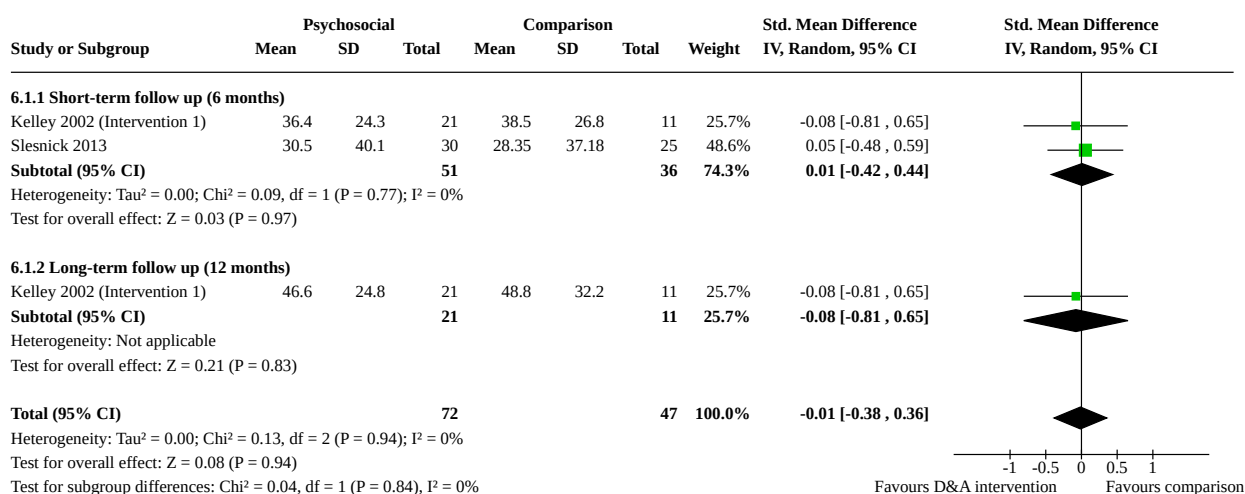 Psychosocial Comparison Std. Mean Difference Std. Mean Difference
Study or Subgroup Mean SD Total Mean SD Total Weight IV, Random, 95% CI IV, Random, 95% CI
6.1.1 Short-term follow up (6 months)
Kelley 2002 (Intervention 1) 36.4 24.3 21 38.5 26.8 11 25.7% -0.08 [-0.81 , 0.65]
Slesnick 2013 30.5 40.1 30 28.35 37.18 25 48.6% 0.05 [-0.48 , 0.59]
Subtotal (95% CI) 51 36 74.3% 0.01 [-0.42 , 0.44]
Heterogeneity: Tau² = 0.00; Chi² = 0.09, df = 1 (P = 0.77); I² = 0%
Test for overall effect: Z = 0.03 (P = 0.97)
6.1.2 Long-term follow up (12 months)
Kelley 2002 (Intervention 1) 46.6 24.8 21 48.8 32.2 11 25.7% -0.08 [-0.81 , 0.65]
Subtotal (95% CI) 21 11 25.7% -0.08 [-0.81 , 0.65]
Heterogeneity: Not applicable
Test for overall effect: Z = 0.21 (P = 0.83)
Total (95% CI) 72 47 100.0% -0.01 [-0.38 , 0.36]
Heterogeneity: Tau² = 0.00; Chi² = 0.13, df = 2 (P = 0.94); I² = 0%
Test for overall effect: Z = 0.08 (P = 0.94)
-1 -0.5 0 0.5 1
Test for subgroup differences: Chi² = 0.04, df = 1 (P = 0.84), I² = 0% Favours D&A intervention Favours comparison